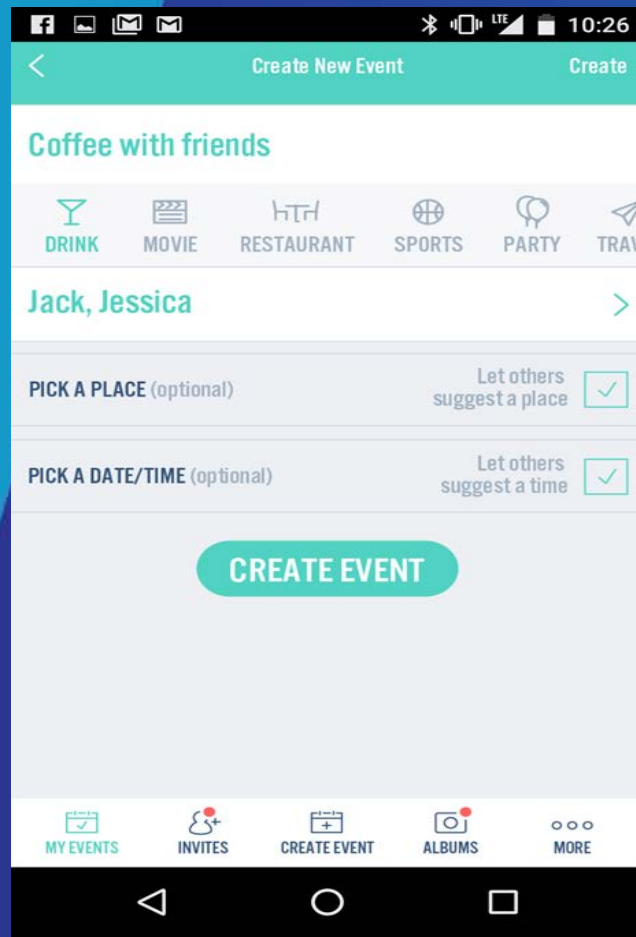 LTE 10:26
Create New Event Create
Coffee with friends
DRINK MOVIE RESTAURANT SPORTS PARTY TRAV
Jack, Jessica
PICK A PLACE (optional) Let others
suggest a place
PICK A DATE/TIME (optional) Let others
suggest a time
CREATE EVENT
MY EVENTS INVITES CREATE EVENT ALBUMS MORE